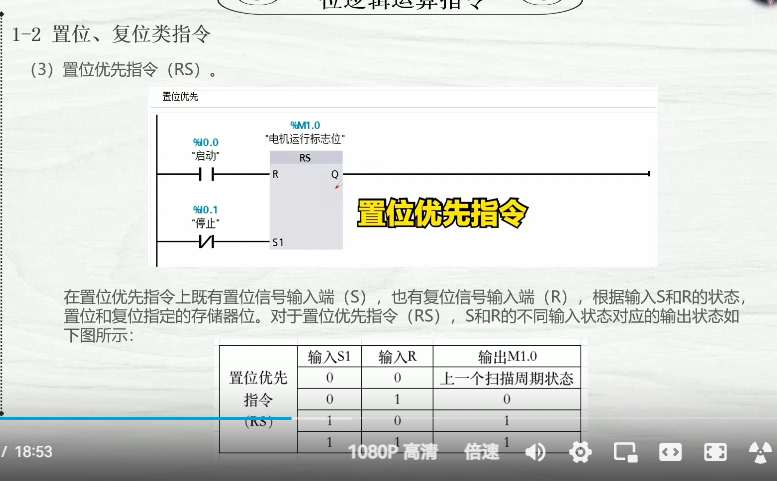 位逻辑运算指令
1-2 置位、复位类指令
（3）置位优先指令（RS）。
置位优先
%M1.0
"电机运行标志位"
%I0.0
"启动"
RS
R
Q
置位优先指令
%I0.1
"停止"
S1
在置位优先指令上既有置位信号输入端（S），也有复位信号输入端（R），根据输入S和R的状态，
置位和复位指定的存储器位。对于置位优先指令（RS），S和R的不同输入状态对应的输出状态如
下图所示：
输入S1 输入R 输出M1.0
置位优先 0 0 上一个扫描周期状态
指令 0 1 0
(RS) 1 0 1
1 1 1
/ 18:53
1080P 高清 倍速